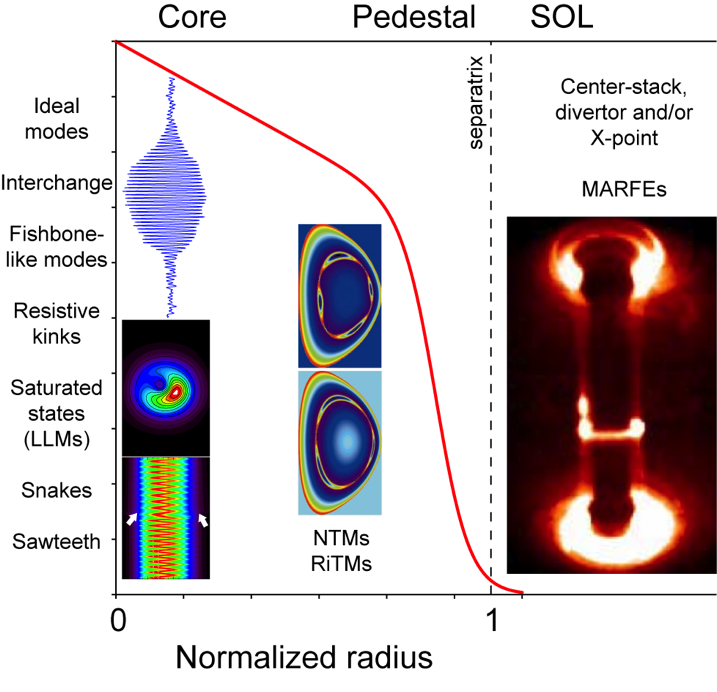 Core
Pedestal
SOL
separatrix
Center-stack,
divertor and/or
X-point
MARFEs
Ideal
modes
Interchange
Fishbone-
like modes
Resistive
kinks
Saturated
states
(LLMs)
Snakes
Sawteeth
NTMs
RiTMs
0
1
Normalized radius